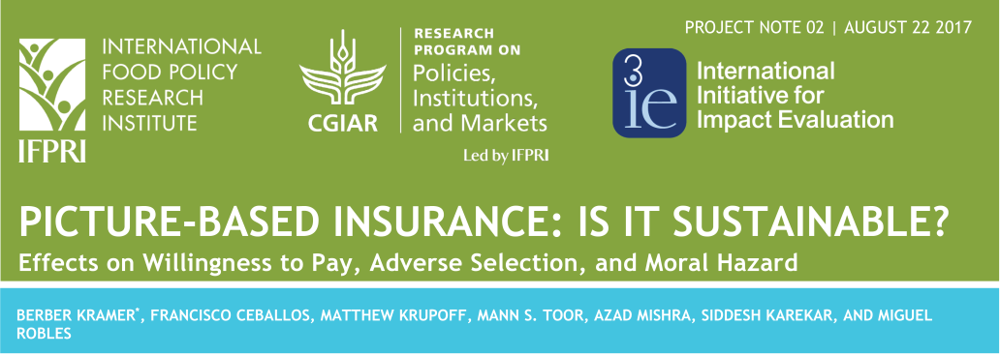 PROJECT NOTE 02 | AUGUST 22 2017
INTERNATIONAL
FOOD POLICY
RESEARCH
INSTITUTE
IFPRI
CGIAR
RESEARCH
PROGRAM ON
Policies,
Institutions,
and Markets
Led by IFPRI
3ie
International
Initiative for
Impact Evaluation
PICTURE-BASED INSURANCE: IS IT SUSTAINABLE?
Effects on Willingness to Pay, Adverse Selection, and Moral Hazard
BERBER KRAMER*, FRANCISCO CEBALLOS, MATTHEW KRUPOFF, MANN S. TOOR, AZAD MISHRA, SIDDESH KAREKAR, AND MIGUEL
ROBLES